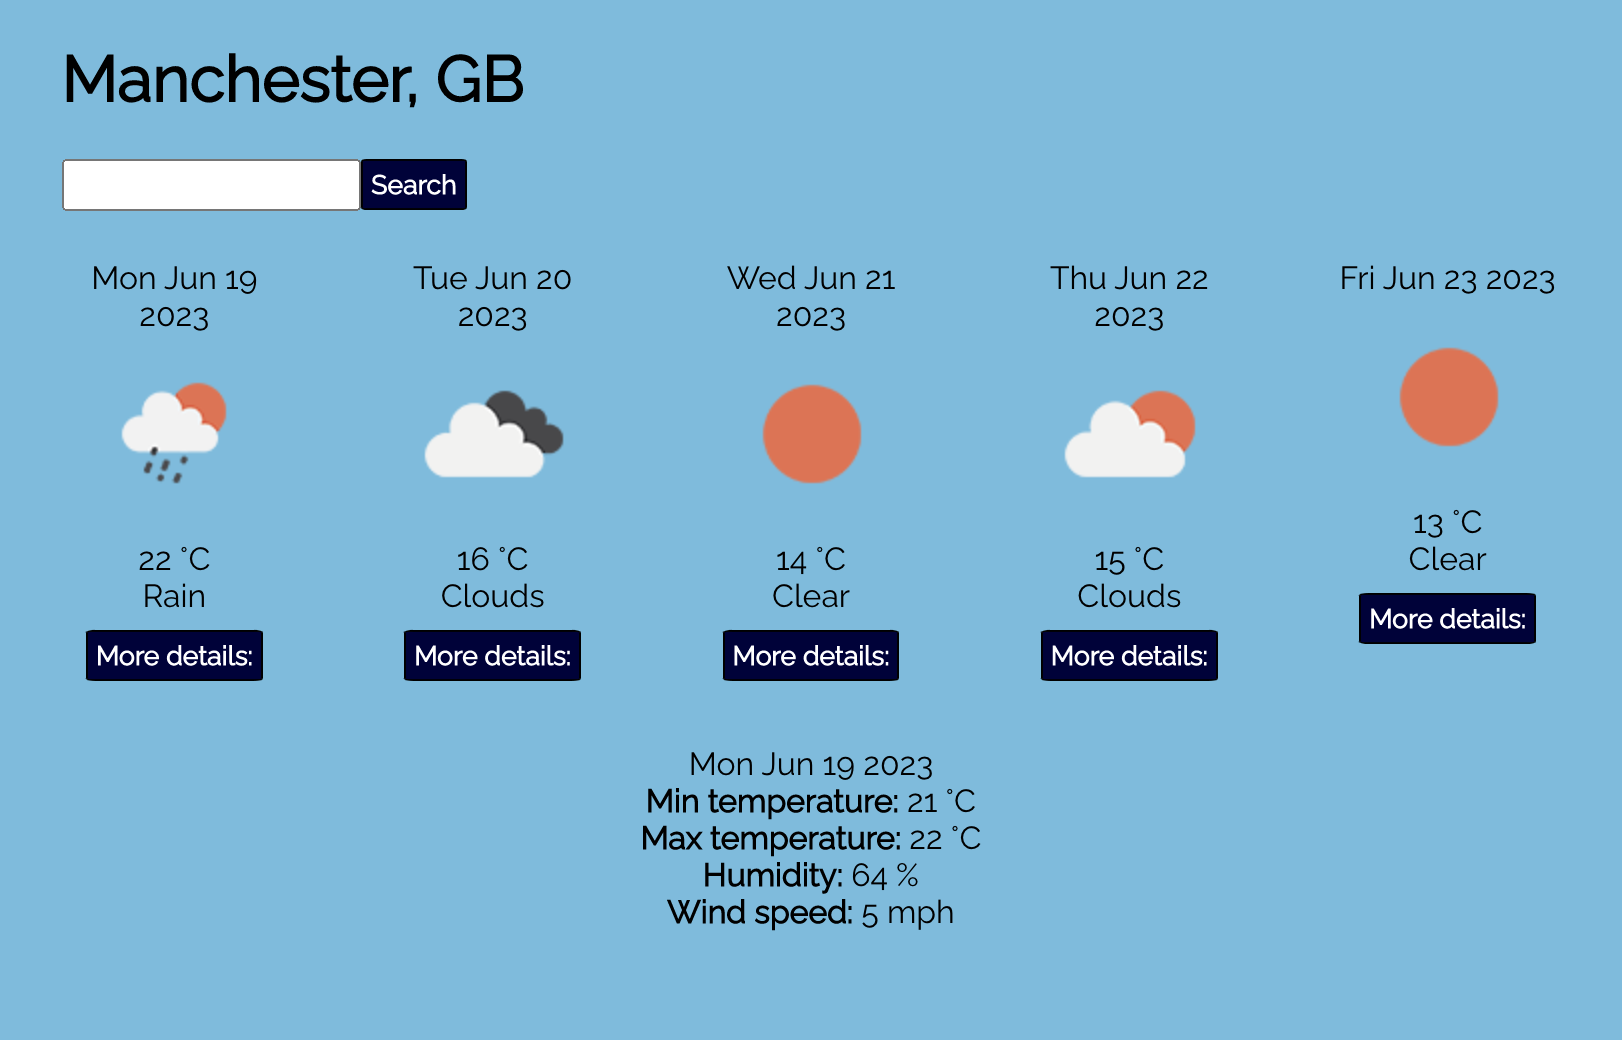 Manchester, GB
Search
Mon Jun 19
2023
22 °C
Rain
More details:
Tue Jun 20
2023
16 °C
Clouds
More details:
Wed Jun 21
2023
14 °C
Clear
More details:
Thu Jun 22
2023
15 °C
Clouds
More details:
Fri Jun 23 2023
13 °C
Clear
More details:
Mon Jun 19 2023
Min temperature: 21 °C
Max temperature: 22 °C
Humidity: 64 %
Wind speed: 5 mph